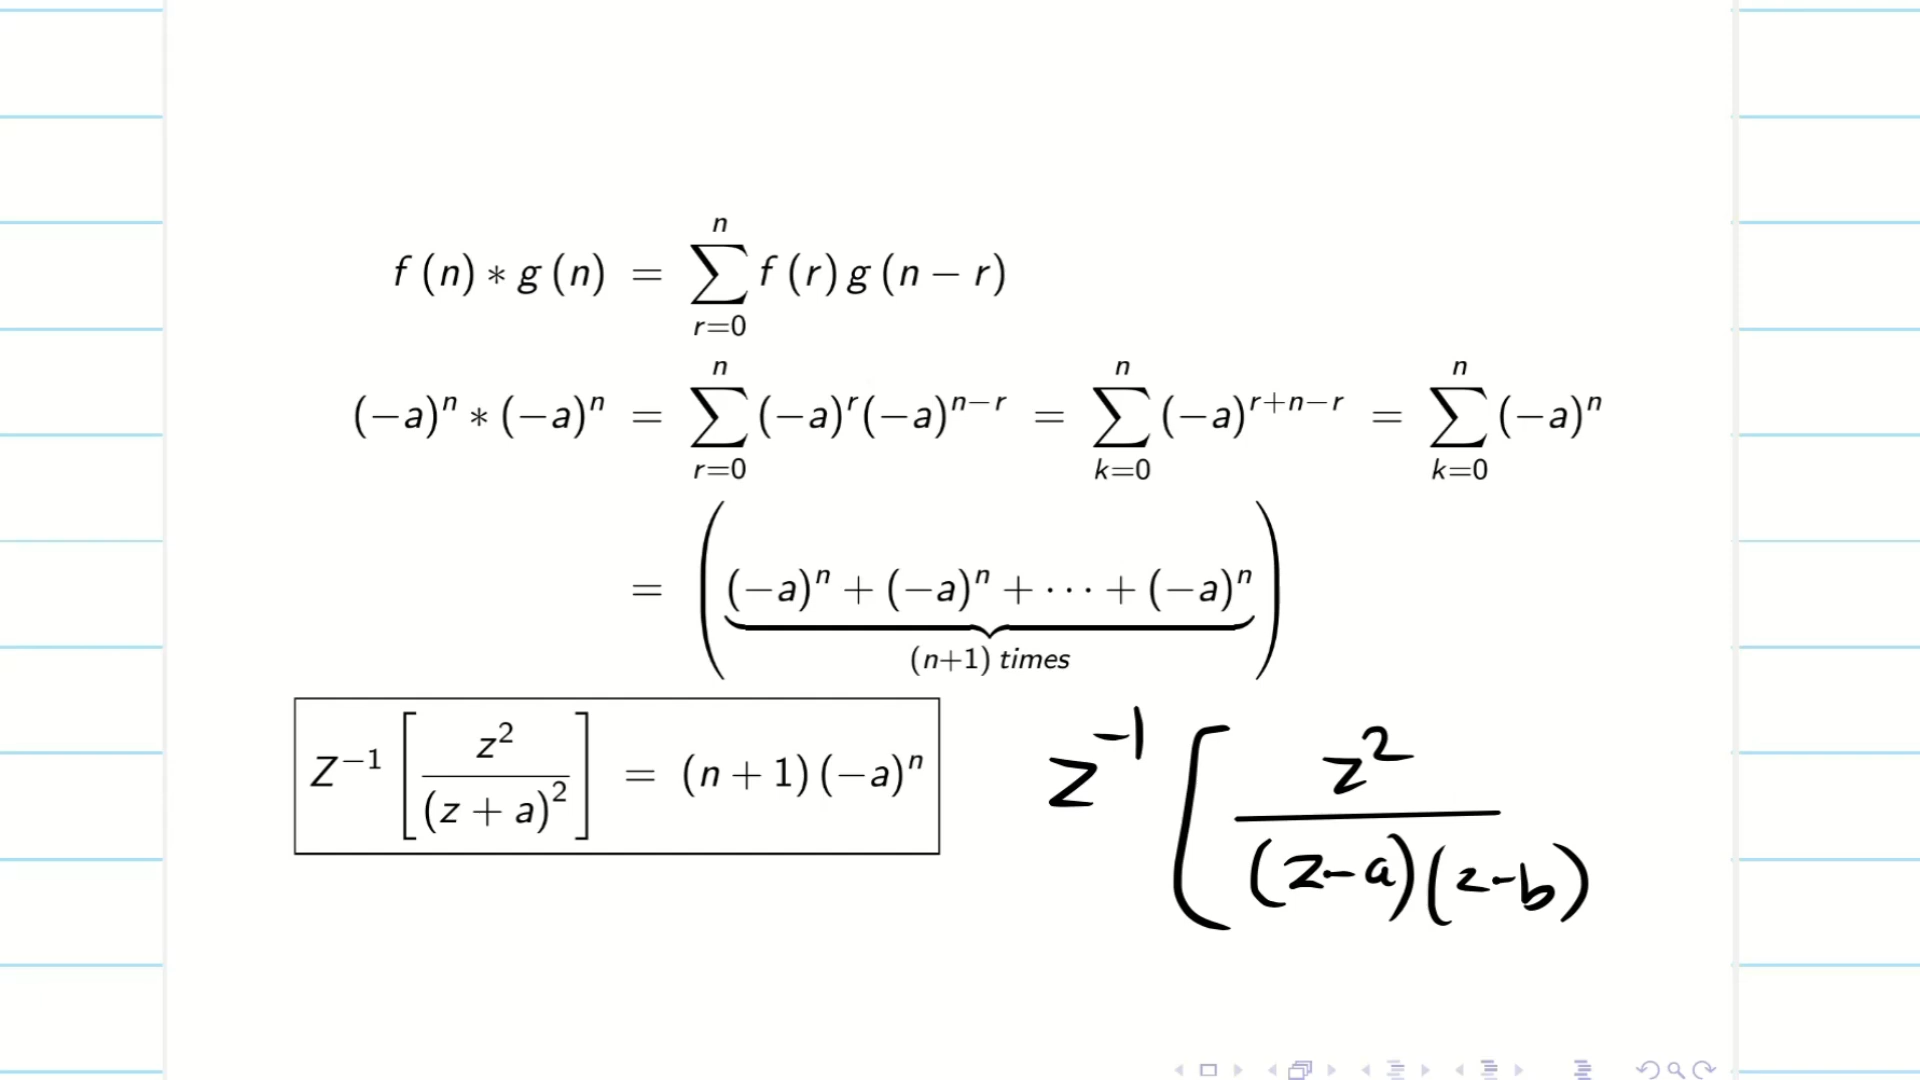 f (n) ∗ g (n) = ∑_{r=0}^{n} f (r) g (n − r)
(−a)^n ∗ (−a)^n = ∑_{r=0}^{n} (−a)^r (−a)^{n−r} = ∑_{k=0}^{n} (−a)^{r+n−r} = ∑_{k=0}^{n} (−a)^n
= ( (−a)^n + (−a)^n + · · · + (−a)^n )
(n+1) times
Z^{−1} [ z^2 / (z + a)^2 ] = (n + 1) (−a)^n
z^{-1} [ z^2 / (z-a)(z-b)